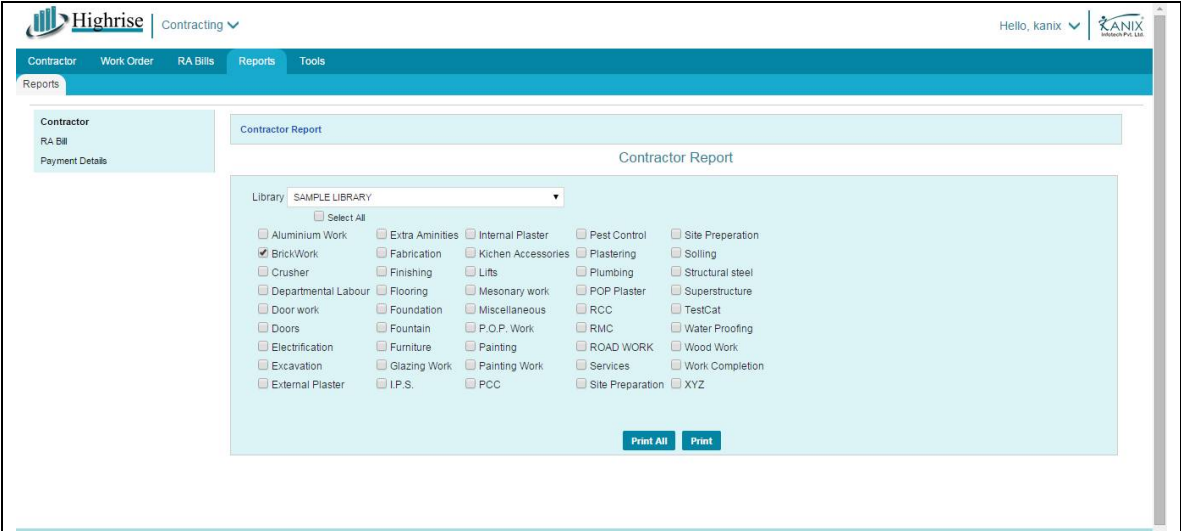 Highrise Contracting Hello, kanix KANIX
Infotech Pvt. Ltd.
Contractor Work Order RA Bills Reports Tools
Reports
Contractor
RA Bill
Payment Details
Contractor Report
Contractor Report
Library SAMPLE LIBRARY
Select All
Aluminium Work Extra Aminities Internal Plaster Pest Control Site Preperation
BrickWork Fabrication Kichen Accessories Plastering Solling
Crusher Finishing Lifts Plumbing Structural steel
Departmental Labour Flooring Mesonary work POP Plaster Superstructure
Door work Foundation Miscellaneous RCC TestCat
Doors Fountain P.O.P. Work RMC Water Proofing
Electrification Furniture Painting ROAD WORK Wood Work
Excavation Glazing Work Painting Work Services Work Completion
External Plaster I.P.S. PCC Site Preparation XYZ
Print All Print